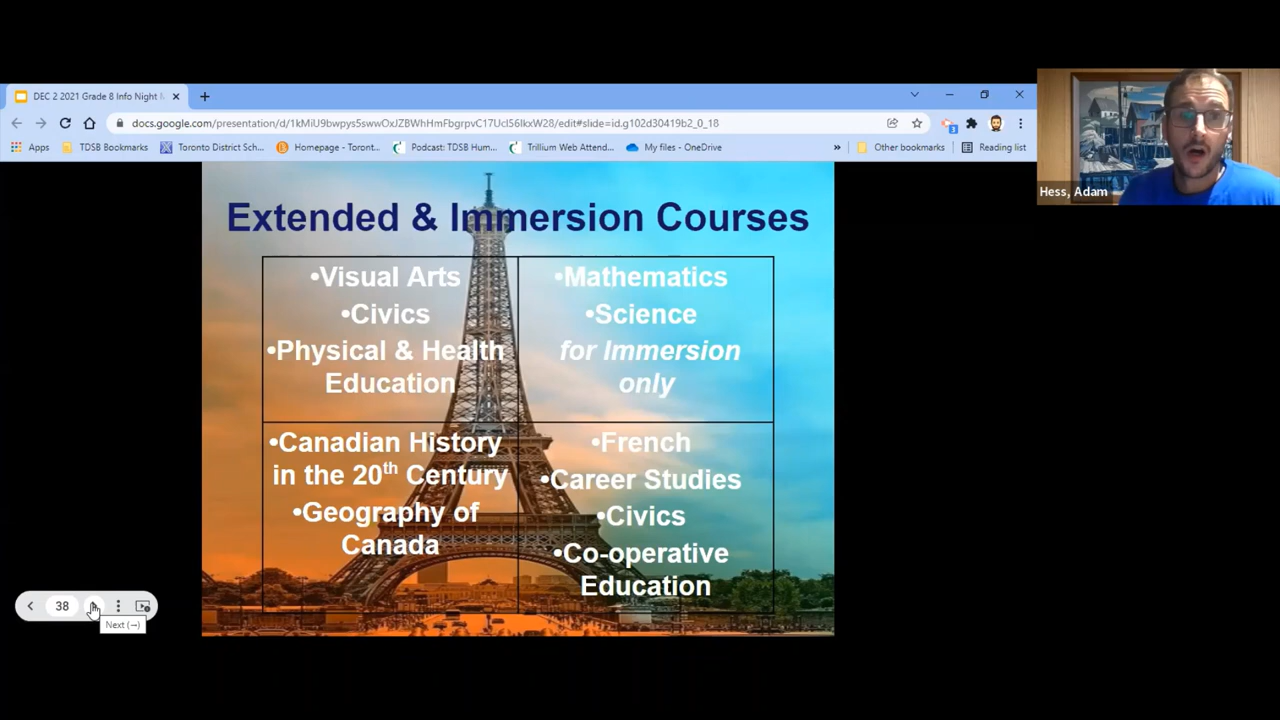 DEC 2 2021 Grade 8 Info Night
docs.google.com/presentation/d/1kMiU9bwpys5swwOxJZBWhHmFbgrpvC17UcI56IkxW28/edit#slide=id.g102d30419b2_0_18
Apps
TDSB Bookmarks
Toronto District Sch...
Homepage - Toront...
Podcast: TDSB Hum...
Trillium Web Attend...
My files - OneDrive
»
Other bookmarks
Reading list
3
Hess, Adam
Extended & Immersion Courses
•Visual Arts
•Civics
•Physical & Health
Education
•Mathematics
•Science
for Immersion
only
•Canadian History
in the 20th Century
•Geography of
Canada
•French
•Career Studies
•Civics
•Co-operative
Education
38
Next (→)